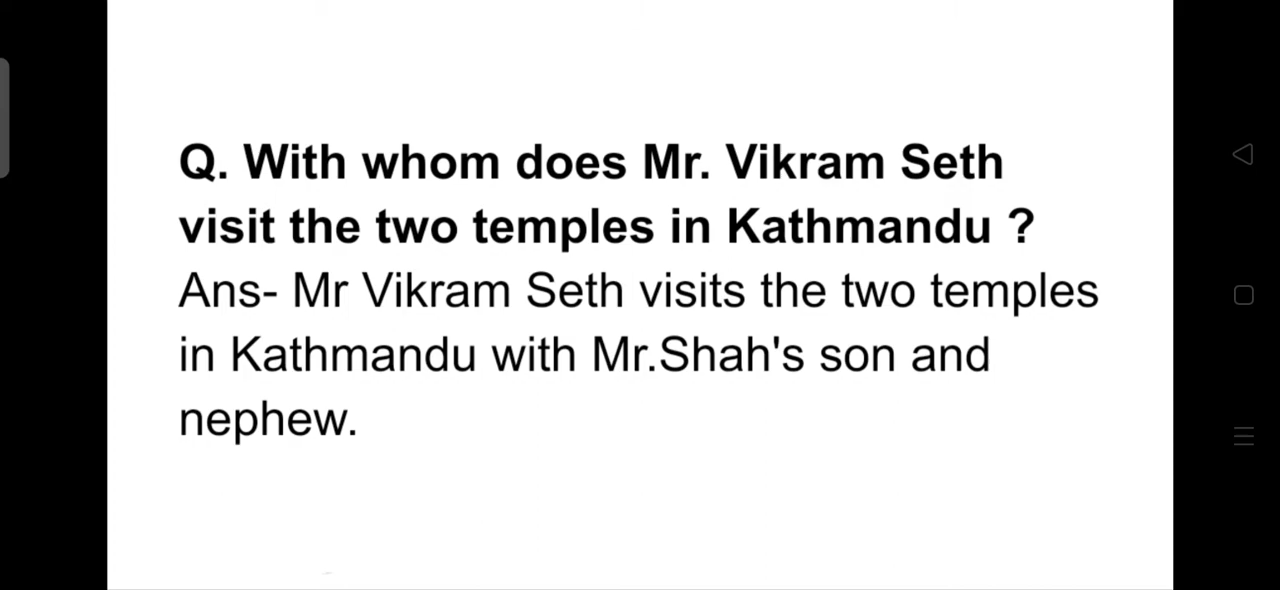 Q. With whom does Mr. Vikram Seth
visit the two temples in Kathmandu ?
Ans- Mr Vikram Seth visits the two temples
in Kathmandu with Mr.Shah's son and
nephew.